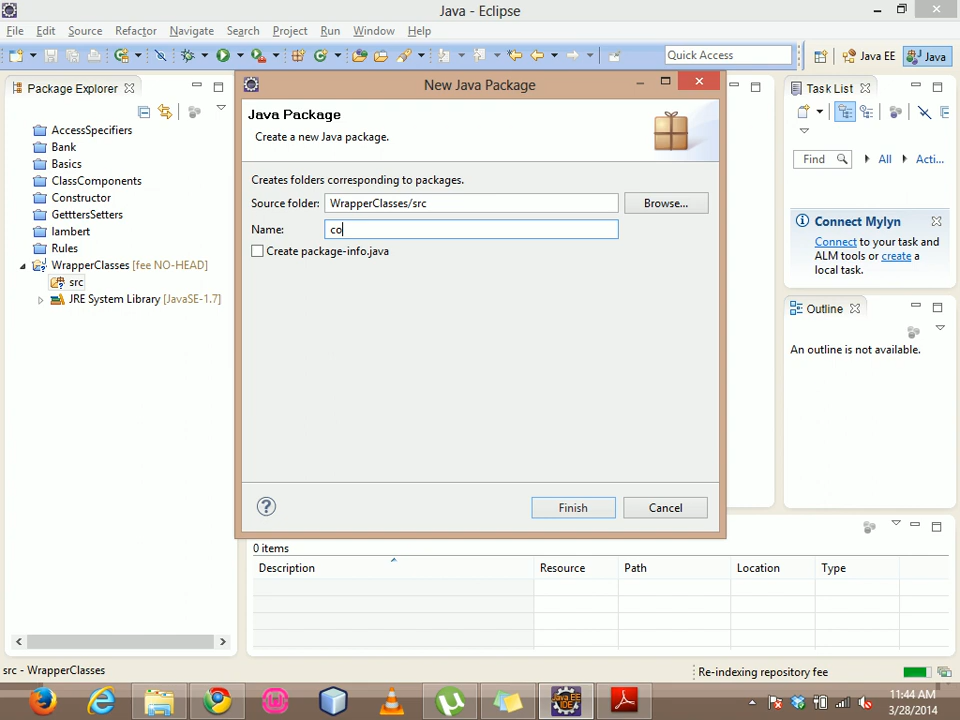 Java - Eclipse
File Edit Source Refactor Navigate Search Project Run Window Help
Quick Access
Java EE
Java
Package Explorer
AccessSpecifiers
Bank
Basics
ClassComponents
Constructor
GetttersSetters
lambert
Rules
WrapperClasses [fee NO-HEAD]
src
JRE System Library [JavaSE-1.7]
New Java Package
Java Package
Create a new Java package.
Creates folders corresponding to packages.
Source folder: WrapperClasses/src Browse...
Name: co
Create package-info.java
? Finish Cancel
Task List
Find All Acti...
Connect Mylyn
Connect to your task and
ALM tools or create a
local task.
Outline
An outline is not available.
0 items
Description Resource Path Location Type
src - WrapperClasses
Re-indexing repository fee
Java EE
IDE
11:44 AM
3/28/2014